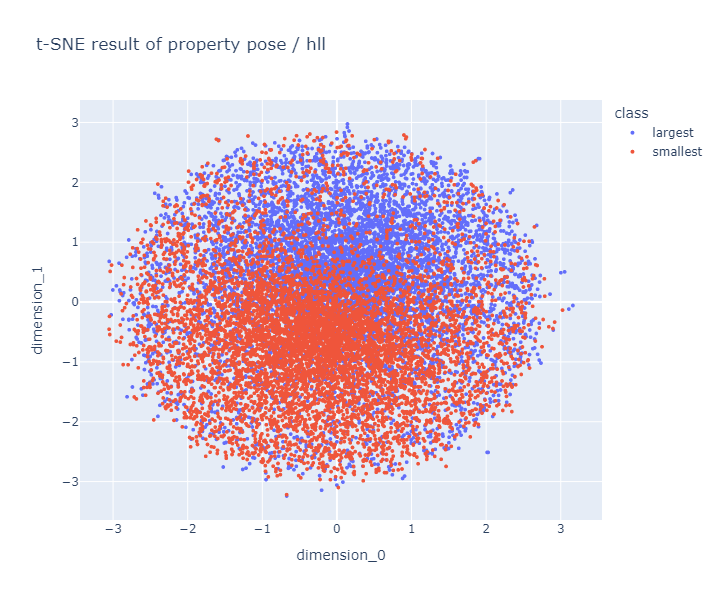 t-SNE result of property pose / hll
class
largest
smallest
3
2
1
0
−1
−2
−3
dimension_1
−3
−2
−1
0
1
2
3
dimension_0